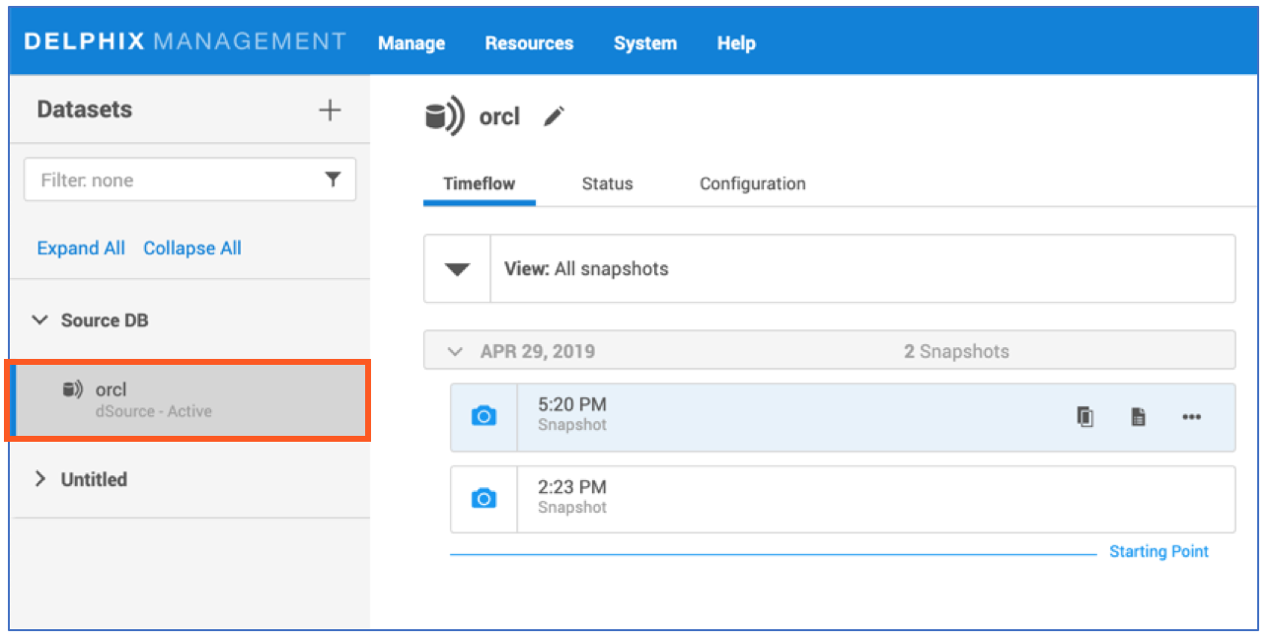 DELPHIX MANAGEMENT Manage Resources System Help
Datasets
Filter: none
Expand All Collapse All
Source DB
orcl
dSource - Active
Untitled
orcl
Timeflow Status Configuration
View: All snapshots
APR 29, 2019 2 Snapshots
5:20 PM
Snapshot
2:23 PM
Snapshot
Starting Point